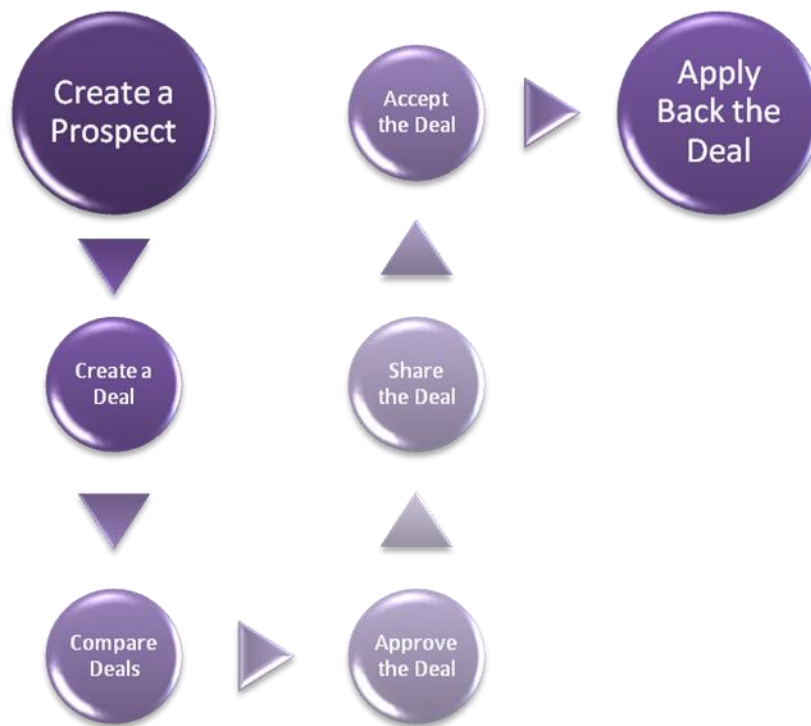 Create a
Prospect
Create a
Deal
Compare
Deals
Approve
the Deal
Share
the Deal
Accept
the Deal
Apply
Back the
Deal